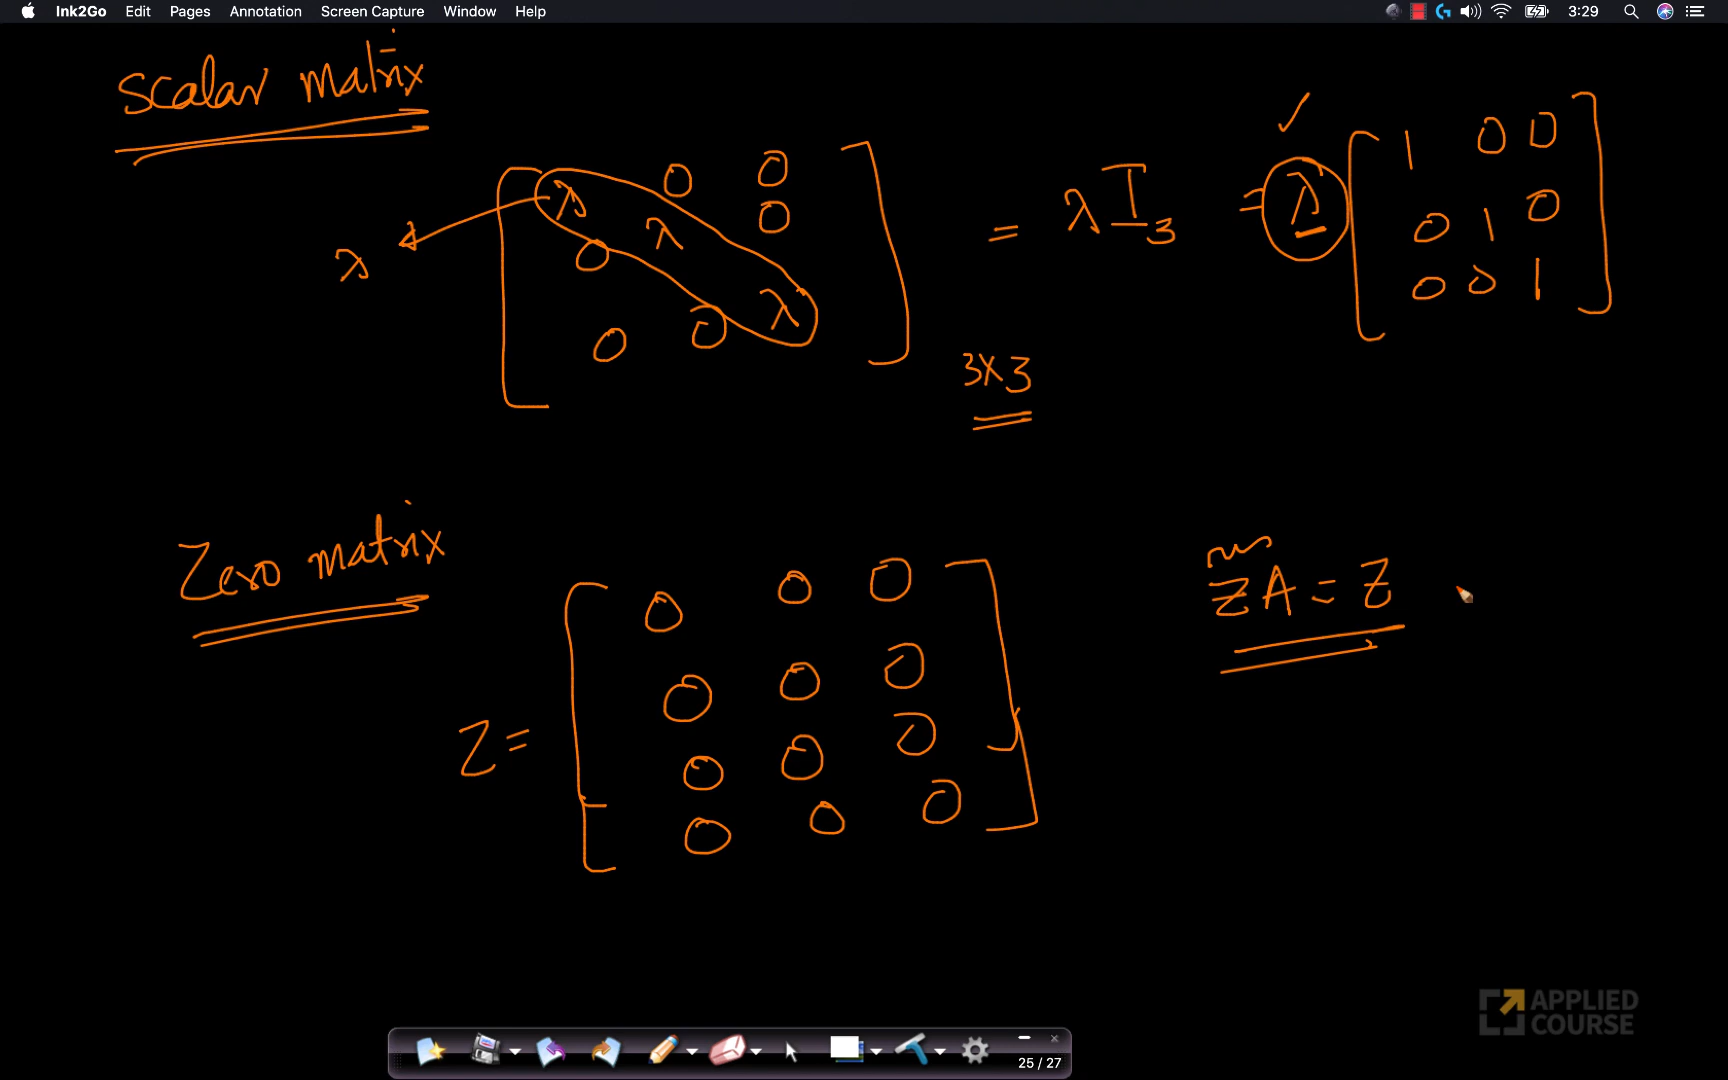 Ink2Go Edit Pages Annotation Screen Capture Window Help 3:29
Scalar matrix
λ 0 0
λ 0 λ 0 = λ I3 = λ 1 0 0
0 0 λ 0 1 0
3x3 0 0 1
Zero matrix
0 0 0 ZA = Z
0 0 0
Z = 0 0 0
0 0 0
APPLIED
COURSE
25 / 27